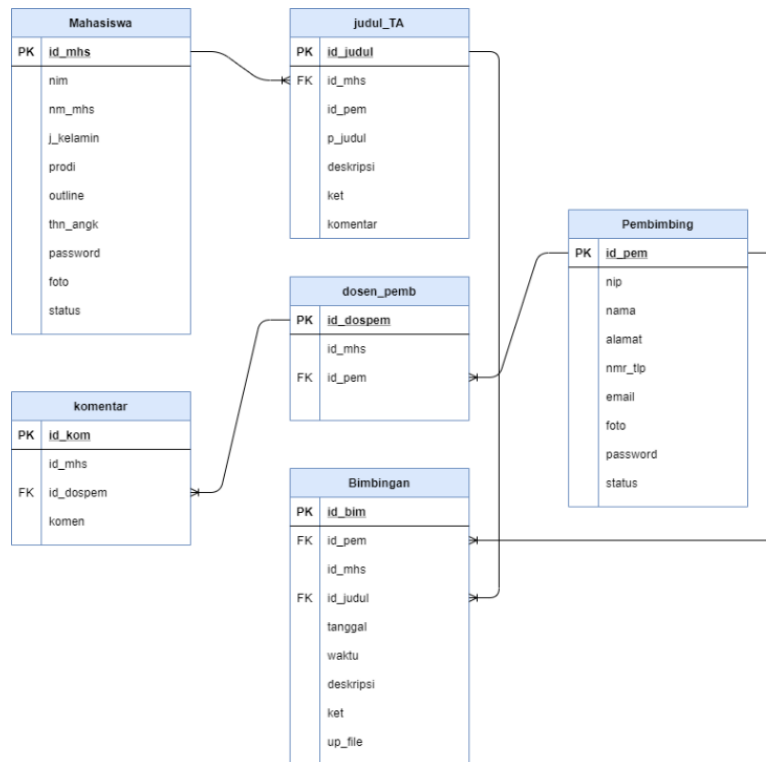 Mahasiswa
PK id_mhs
nim
nm_mhs
j_kelamin
prodi
outline
thn_angk
password
foto
status
judul_TA
PK id_judul
FK id_mhs
id_pem
p_judul
deskripsi
ket
komentar
dosen_pemb
PK id_dospem
id_mhs
FK id_pem
Pembimbing
PK id_pem
nip
nama
alamat
nmr_tlp
email
foto
password
status
komentar
PK id_kom
id_mhs
FK id_dospem
komen
Bimbingan
PK id_bim
FK id_pem
id_mhs
FK id_judul
tanggal
waktu
deskripsi
ket
up_file